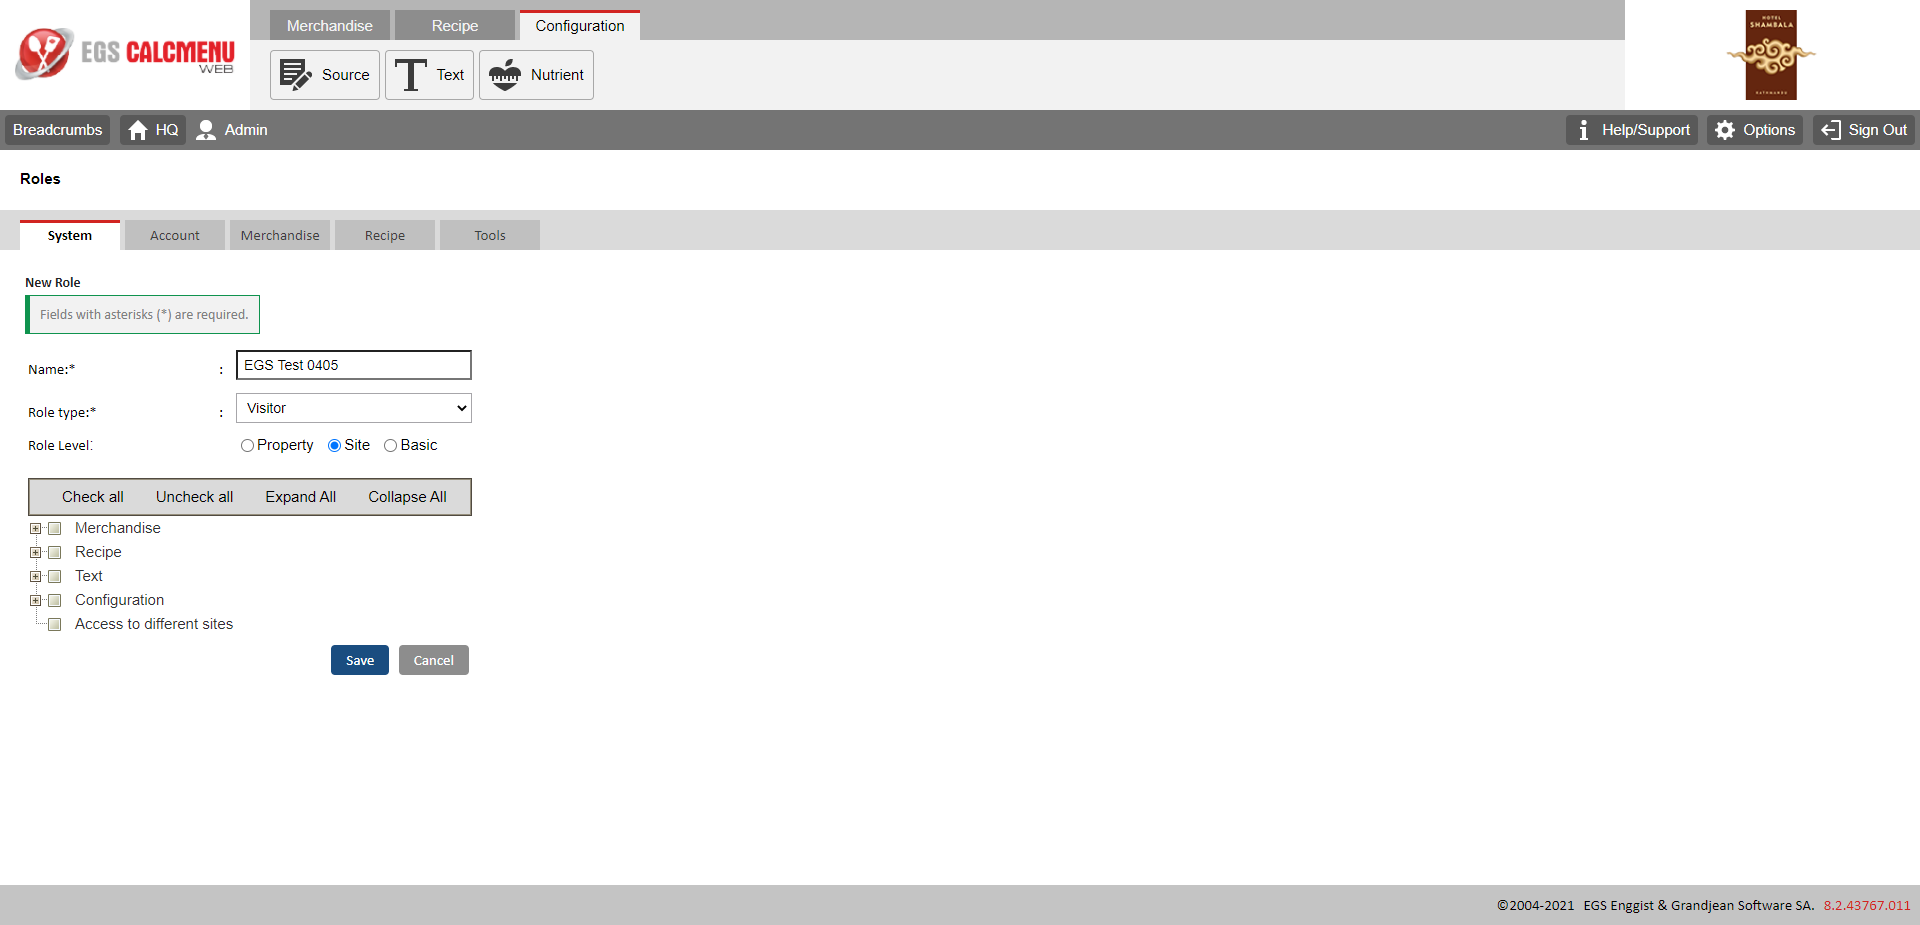 EGS CALCMENU
WEB
Merchandise Recipe Configuration
Source Text Nutrient
HOTEL
SHAMBALA
KATHMANDU
Breadcrumbs HQ Admin Help/Support Options Sign Out
Roles
System Account Merchandise Recipe Tools
New Role
Fields with asterisks (*) are required.
Name:* : EGS Test 0405
Role type:* : Visitor
Role Level: Property Site Basic
Check all Uncheck all Expand All Collapse All
Merchandise
Recipe
Text
Configuration
Access to different sites
Save Cancel
©2004-2021 EGS Enggist & Grandjean Software SA. 8.2.43767.011